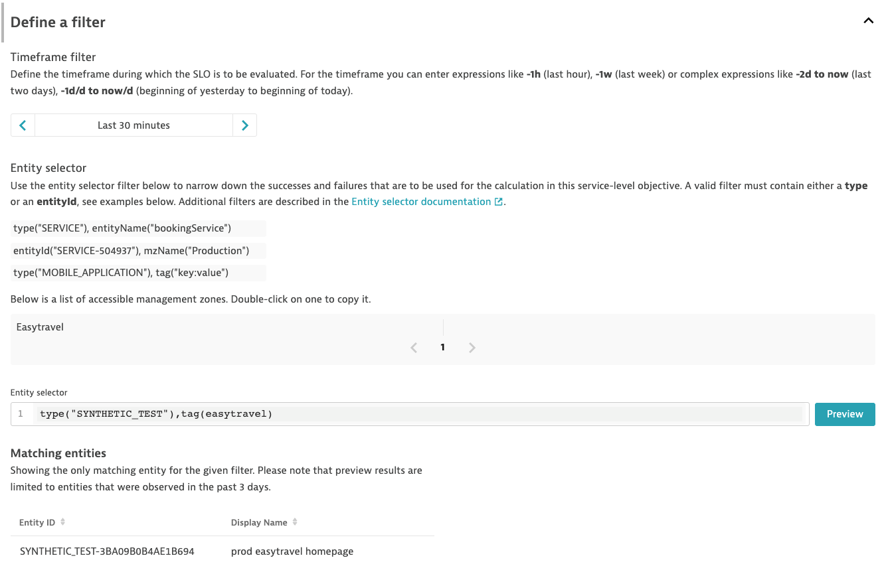 Define a filter
Timeframe filter
Define the timeframe during which the SLO is to be evaluated. For the timeframe you can enter expressions like -1h (last hour), -1w (last week) or complex expressions like -2d to now (last
two days), -1d/d to now/d (beginning of yesterday to beginning of today).
Last 30 minutes
Entity selector
Use the entity selector filter below to narrow down the successes and failures that are to be used for the calculation in this service-level objective. A valid filter must contain either a type
or an entityId, see examples below. Additional filters are described in the Entity selector documentation.
type("SERVICE"), entityName("bookingService")
entityId("SERVICE-504937"), mzName("Production")
type("MOBILE_APPLICATION"), tag("key:value")
Below is a list of accessible management zones. Double-click on one to copy it.
Easytravel
1
Entity selector
1 type("SYNTHETIC_TEST"),tag(easytravel) Preview
Matching entities
Showing the only matching entity for the given filter. Please note that preview results are
limited to entities that were observed in the past 3 days.
Entity ID Display Name
SYNTHETIC_TEST-3BA09B0B4AE1B694 prod easytravel homepage